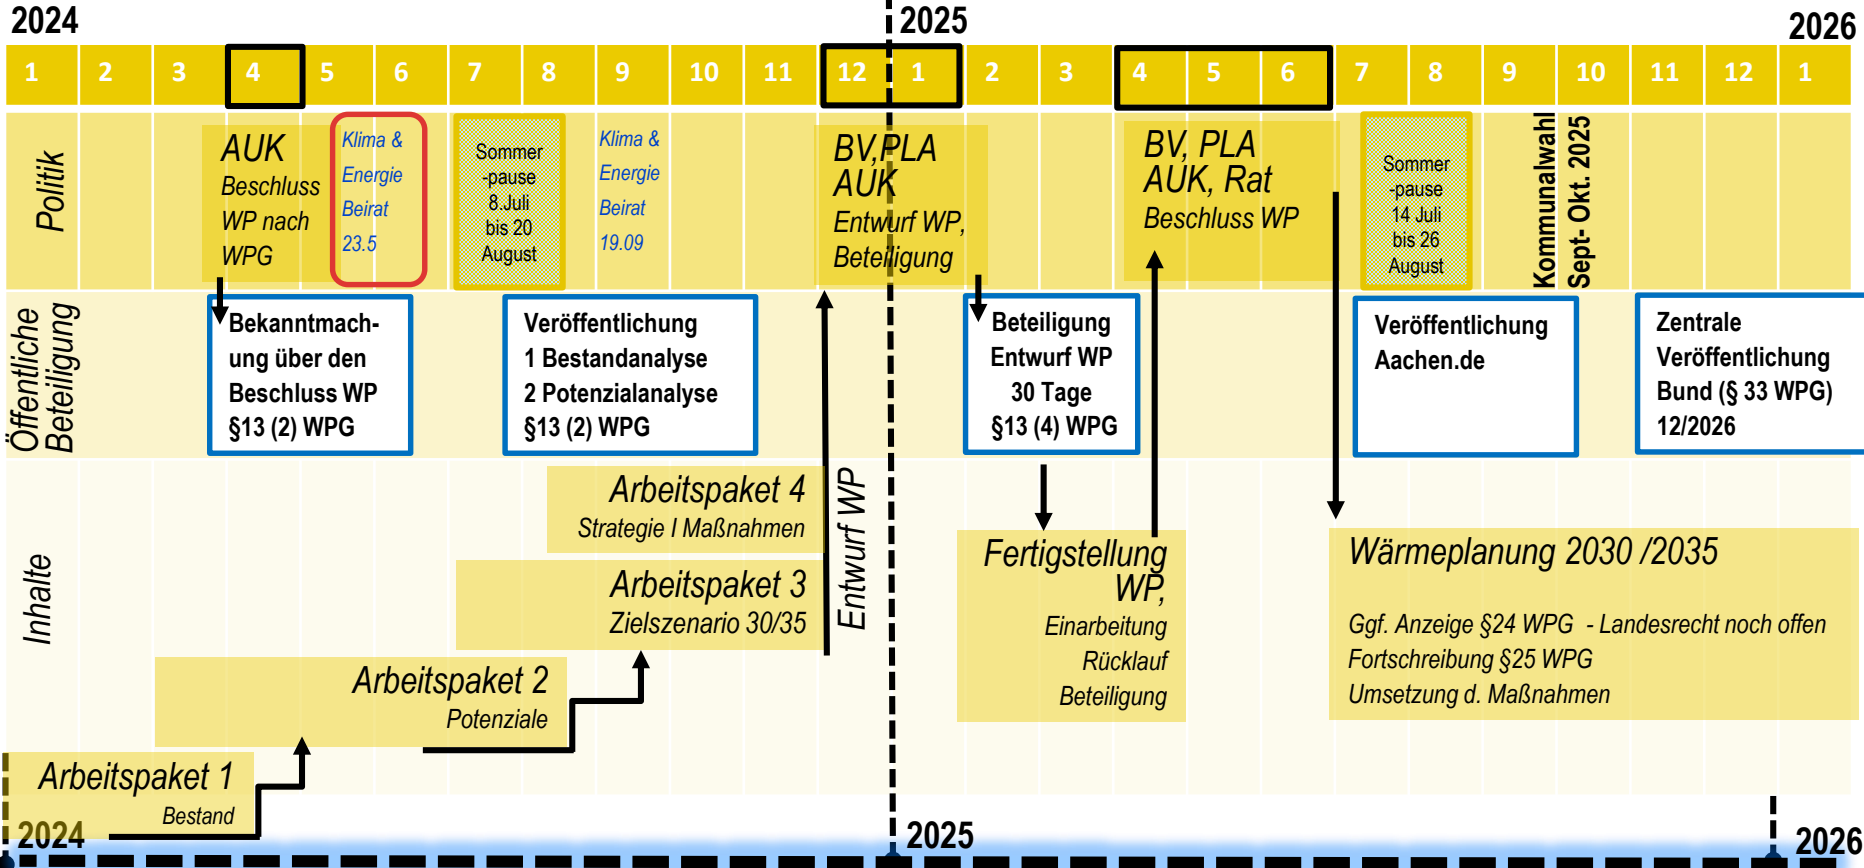 2024
2025
2026
1 2 3 4 5 6 7 8 9 10 11 12 1 2 3 4 5 6 7 8 9 10 11 12 1
Politik
AUK
Beschluss
WP nach
WPG
Klima &
Energie
Beirat
23.5
Sommer
-pause
8.Juli
bis 20
August
Klima &
Energie
Beirat
19.09
BV,PLA
AUK
Entwurf WP,
Beteiligung
BV, PLA
AUK, Rat
Beschluss WP
Sommer
-pause
14 Juli
bis 26
August
Kommunalwahl
Sept- Okt. 2025
Öffentliche
Beteiligung
Bekanntmach-
ung über den
Beschluss WP
§13 (2) WPG
Veröffentlichung
1 Bestandanalyse
2 Potenzialanalyse
§13 (2) WPG
Beteiligung
Entwurf WP
30 Tage
§13 (4) WPG
Veröffentlichung
Aachen.de
Zentrale
Veröffentlichung
Bund (§ 33 WPG)
12/2026
Inhalte
Arbeitspaket 4
Strategie I Maßnahmen
Arbeitspaket 3
Zielszenario 30/35
Arbeitspaket 2
Potenziale
Arbeitspaket 1
Bestand
Entwurf WP
Fertigstellung
WP,
Einarbeitung
Rücklauf
Beteiligung
Wärmeplanung 2030 /2035
Ggf. Anzeige §24 WPG - Landesrecht noch offen
Fortschreibung §25 WPG
Umsetzung d. Maßnahmen
2024
2025
2026